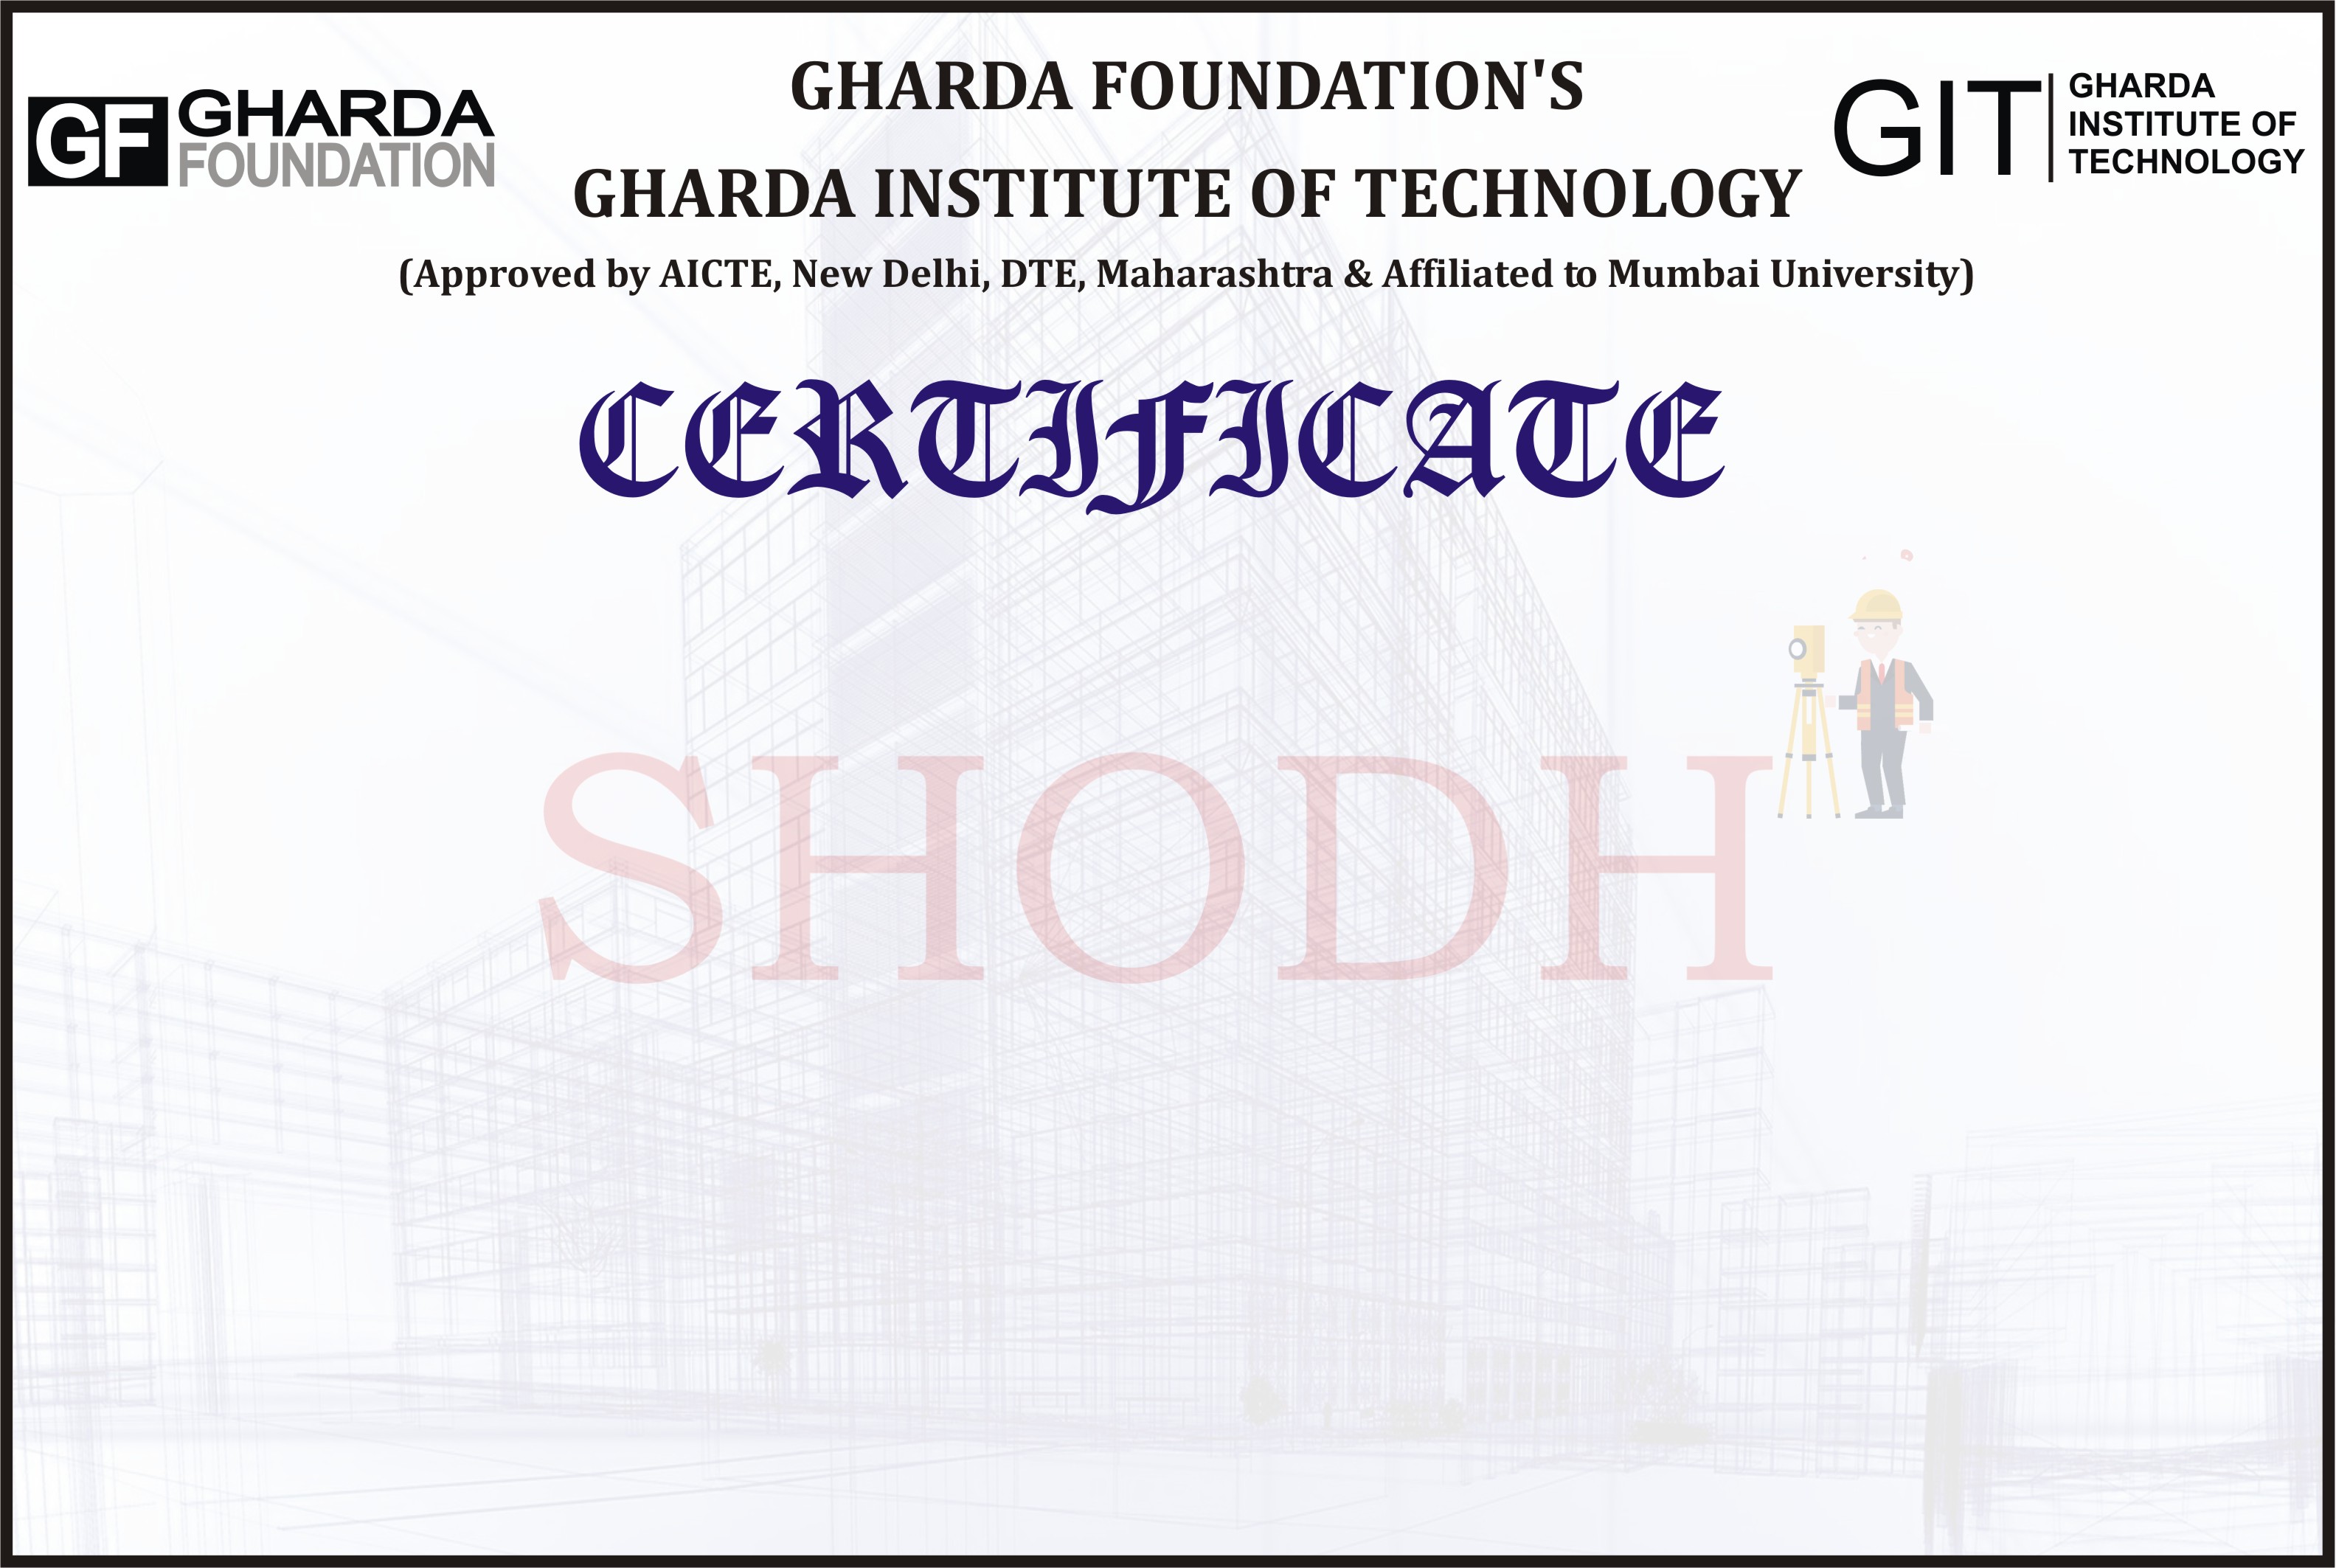 GF GHARDA
FOUNDATION
GHARDA FOUNDATION'S
GHARDA INSTITUTE OF TECHNOLOGY
(Approved by AICTE, New Delhi, DTE, Maharashtra & Affiliated to Mumbai University)
GIT
GHARDA
INSTITUTE OF
TECHNOLOGY
CERTIFICATE
SHODH